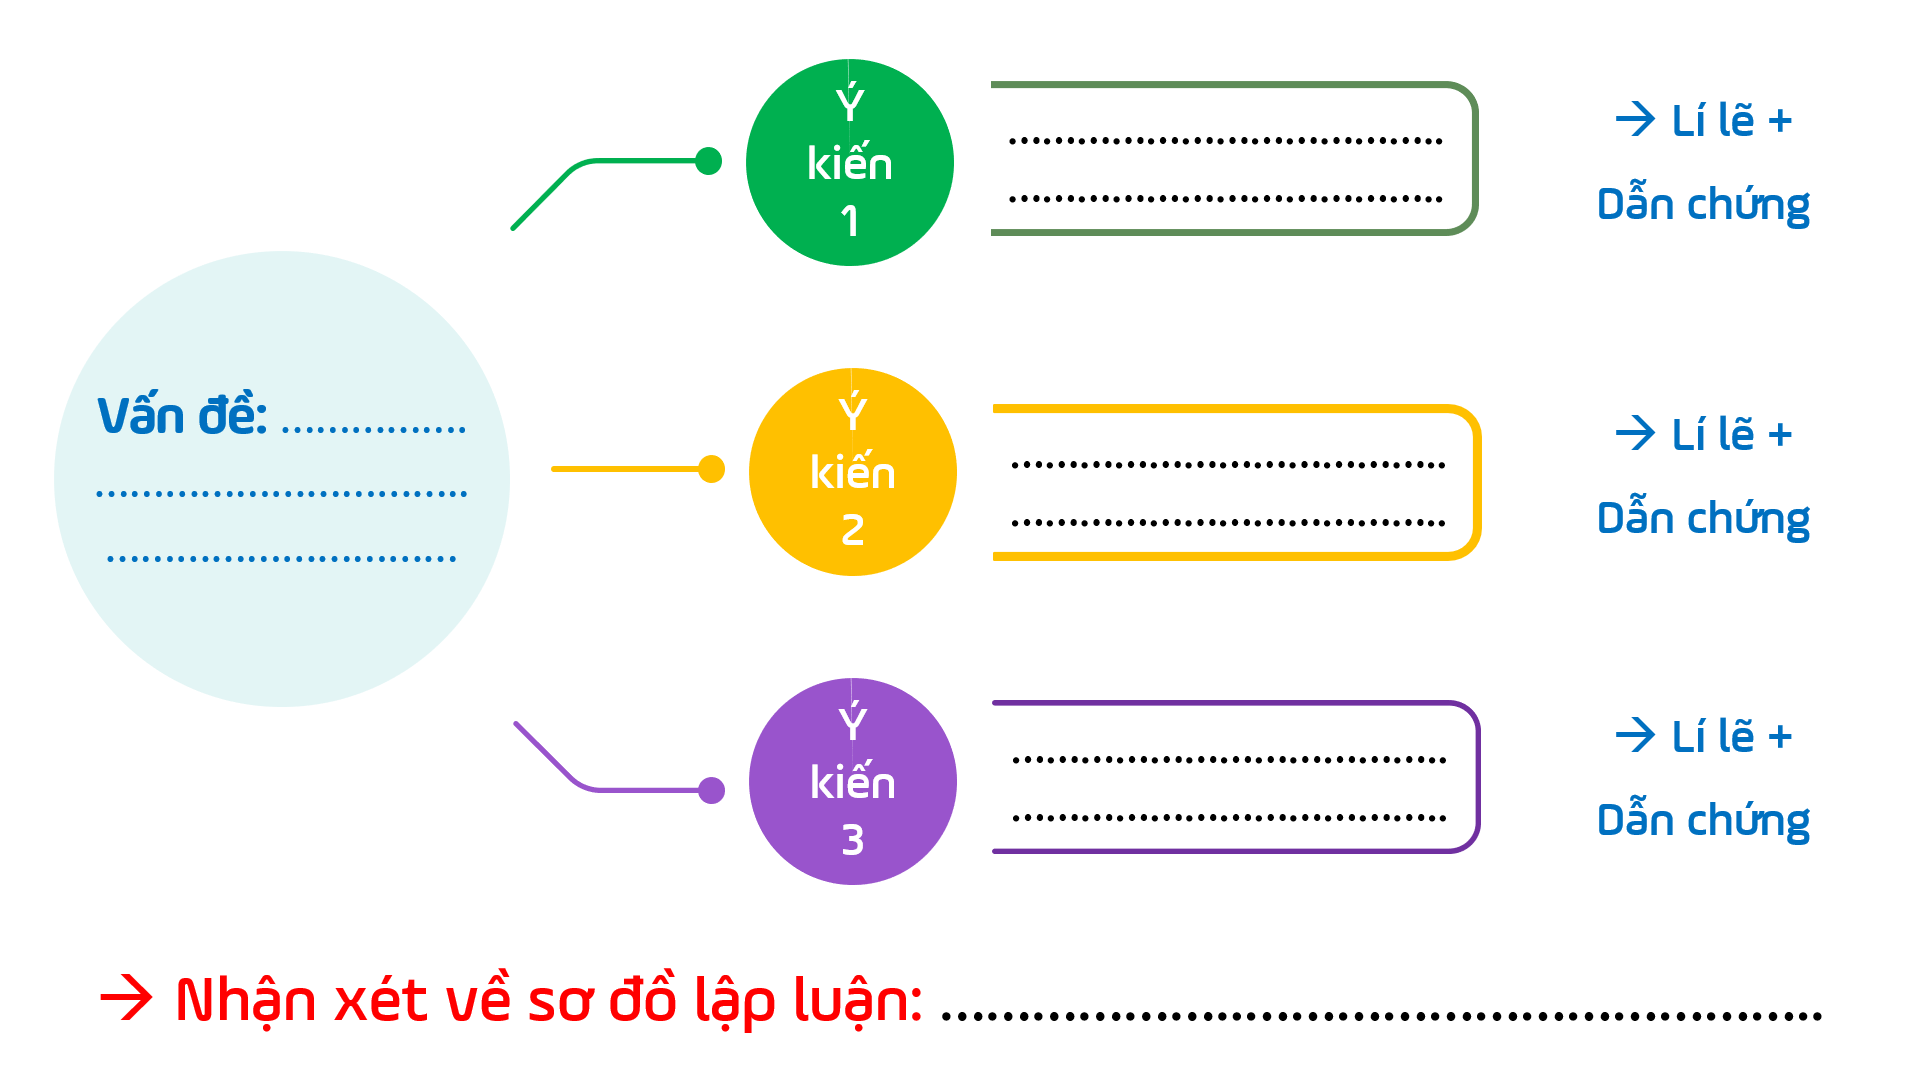 Ý
kiến
1
................................................
................................................
→ Lí lẽ +
Dẫn chứng
Vấn đề: ................
................................
..............................
Ý
kiến
2
................................................
................................................
→ Lí lẽ +
Dẫn chứng
Ý
kiến
3
................................................
................................................
→ Lí lẽ +
Dẫn chứng
→ Nhận xét về sơ đồ lập luận: ..........................................................